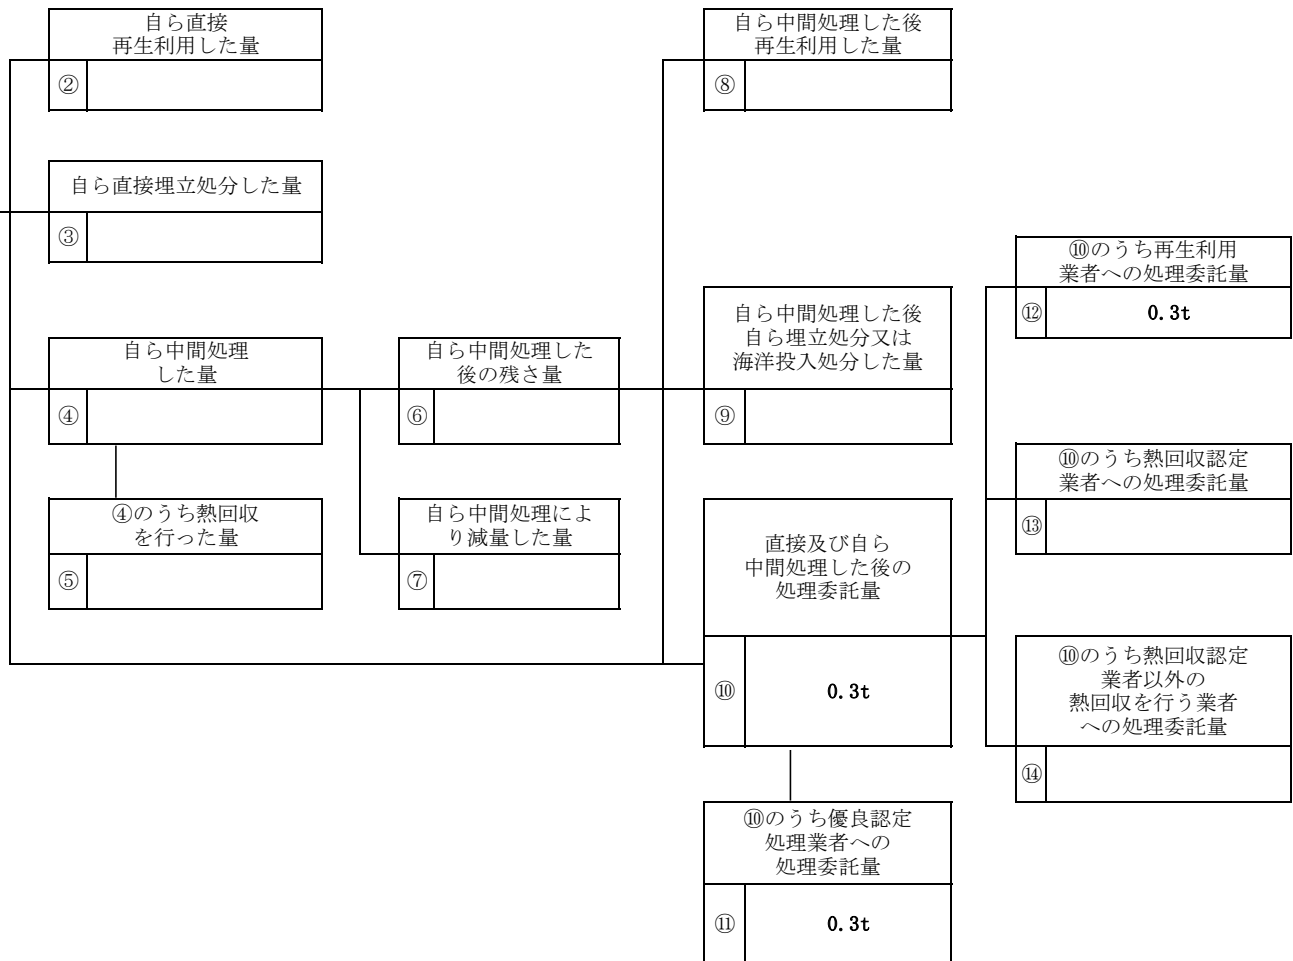 自ら直接
再生利用した量
②
自ら直接埋立処分した量
③
自ら中間処理
した量
④
④のうち熱回収
を行った量
⑤
自ら中間処理した
後の残さ量
⑥
自ら中間処理によ
り減量した量
⑦
自ら中間処理した後
再生利用した量
⑧
自ら中間処理した後
自ら埋立処分又は
海洋投入処分した量
⑨
直接及び自ら
中間処理した後の
処理委託量
⑩ 0.3t
⑩のうち優良認定
処理業者への
処理委託量
⑪ 0.3t
⑩のうち再生利用
業者への処理委託量
⑫ 0.3t
⑩のうち熱回収認定
業者への処理委託量
⑬
⑩のうち熱回収認定
業者以外の
熱回収を行う業者
への処理委託量
⑭